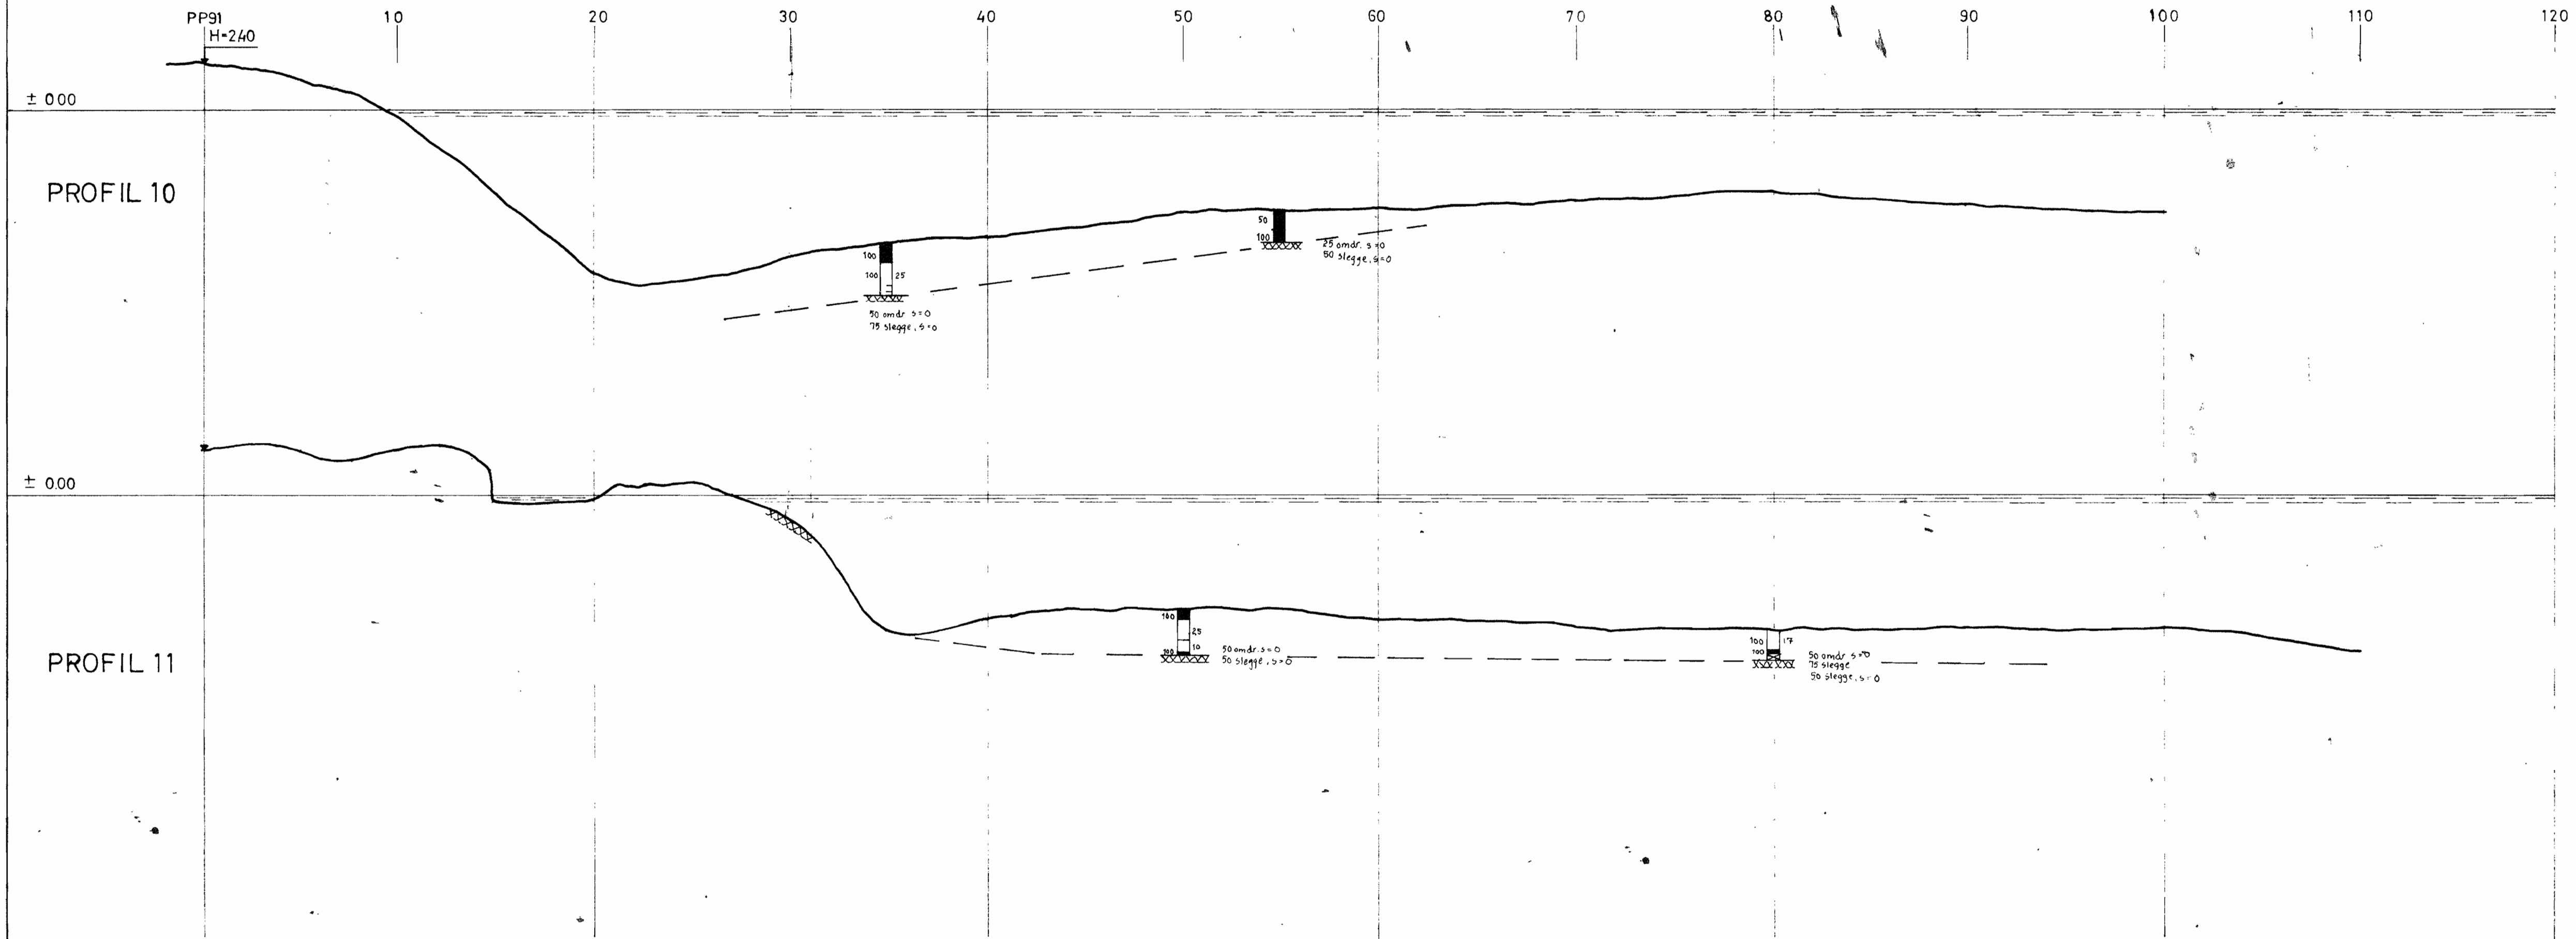 PP91 10 20 30 40 50 60 70 80 90 100 110 120
H=2.40
± 0.00
PROFIL 10
100
100 25
50 omdr s=0
75 slegge, s=0
50
100
25 omdr. s=0
50 slegge, s=0
± 0.00
PROFIL 11
100
25
100 10
50 omdr. s=0
50 slegge, s=0
100 17
100
50 omdr s=0
75 slegge
50 slegge, s=0